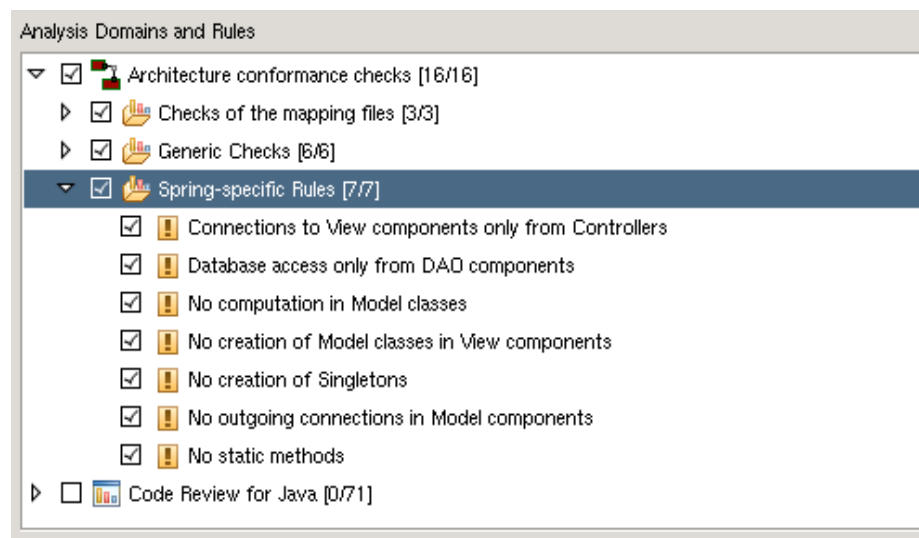 Analysis Domains and Rules
Architecture conformance checks [16/16]
Checks of the mapping files [3/3]
Generic Checks [6/6]
Spring-specific Rules [7/7]
Connections to View components only from Controllers
Database access only from DAO components
No computation in Model classes
No creation of Model classes in View components
No creation of Singletons
No outgoing connections in Model components
No static methods
Code Review for Java [0/71]